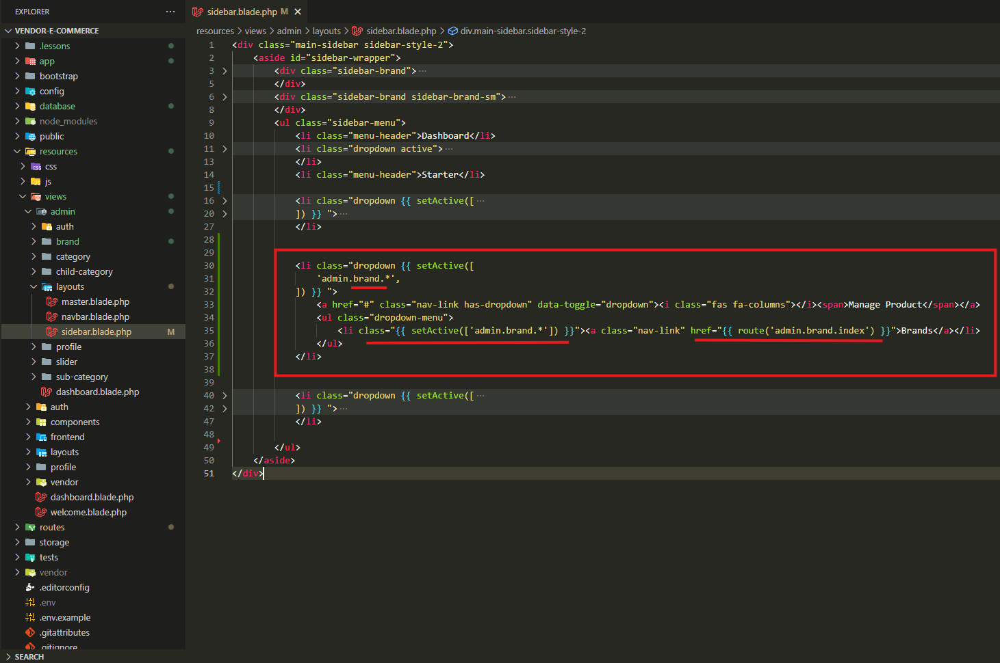 EXPLORER
···
VENDOR-E-COMMERCE
.lessons
app
bootstrap
config
database
node_modules
public
resources
css
js
views
admin
auth
brand
category
child-category
layouts
master.blade.php
navbar.blade.php
sidebar.blade.php M
profile
slider
sub-category
dashboard.blade.php
auth
components
frontend
layouts
profile
vendor
dashboard.blade.php
welcome.blade.php
routes
storage
tests
vendor
.editorconfig
.env
.env.example
.gitattributes
.gitignore
SEARCH
sidebar.blade.php M
resources > views > admin > layouts > sidebar.blade.php > div.main-sidebar.sidebar-style-2
1 <div class="main-sidebar sidebar-style-2">
2 <aside id="sidebar-wrapper">
3 <div class="sidebar-brand">···
5 </div>
6 <div class="sidebar-brand sidebar-brand-sm">···
8 </div>
9 <ul class="sidebar-menu">
10 <li class="menu-header">Dashboard</li>
11 <li class="dropdown active">···
13 </li>
14 <li class="menu-header">Starter</li>
15
16 <li class="dropdown {{ setActive([···
20 ]) }} ">···
27 </li>
28
29
30 <li class="dropdown {{ setActive([
31 'admin.brand.*',
32 ]) }} ">
33 <a href="#" class="nav-link has-dropdown" data-toggle="dropdown"><i class="fas fa-columns"></i><span>Manage Product</span></a>
34 <ul class="dropdown-menu">
35 <li class="{{ setActive(['admin.brand.*']) }}"><a class="nav-link" href="{{ route('admin.brand.index') }}">Brands</a></li>
36 </ul>
37 </li>
38
39
40 <li class="dropdown {{ setActive([···
42 ]) }} ">···
47 </li>
48
49 </ul>
50 </aside>
51 </div>